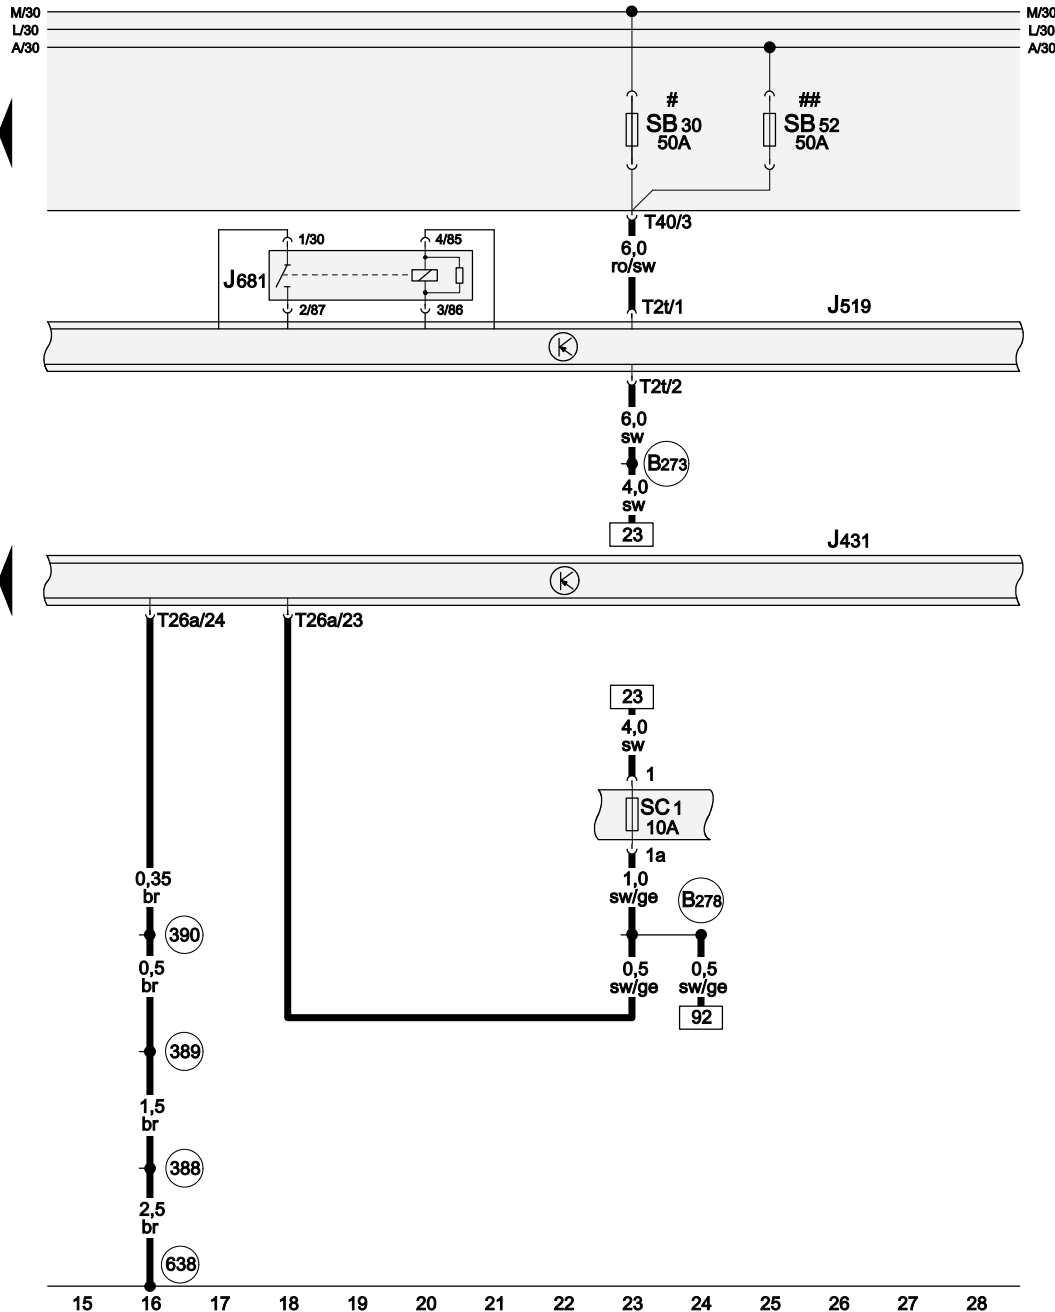 M/30 M/30
L/30 L/30
A/30 A/30
# ##
SB 30 SB 52
50A 50A
T40/3
1/30 4/85
6,0
ro/sw
J681
2/87 3/86
T2t/1 J519
T2t/2
6,0
sw
B273
4,0
sw
23
J431
T26a/24 T26a/23
23
4,0
sw
1
SC 1
10A
1a
0,35
br
1,0
sw/ge
B278
390
0,5
br
0,5
sw/ge
0,5
sw/ge
92
389
1,5
br
388
2,5
br
638
15 16 17 18 19 20 21 22 23 24 25 26 27 28